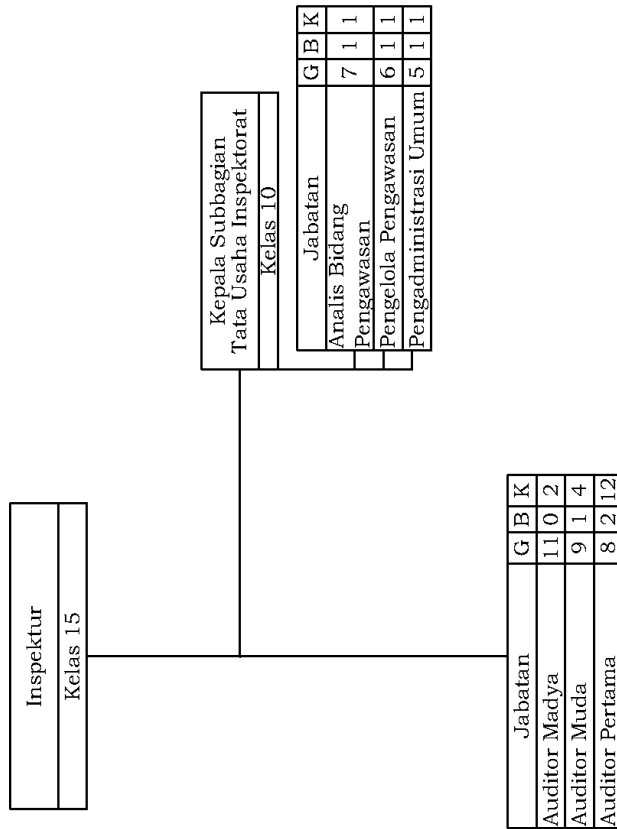 Inspektur
Kelas 15
Kepala Subbagian
Tata Usaha Inspektorat
Kelas 10
Jabatan G B K
Analis Bidang
Pengawasan 7 1 1
Pengelola Pengawasan 6 1 1
Pengadministrasi Umum 5 1 1
Jabatan G B K
Auditor Madya 11 0 2
Auditor Muda 9 1 4
Auditor Pertama 8 2 12